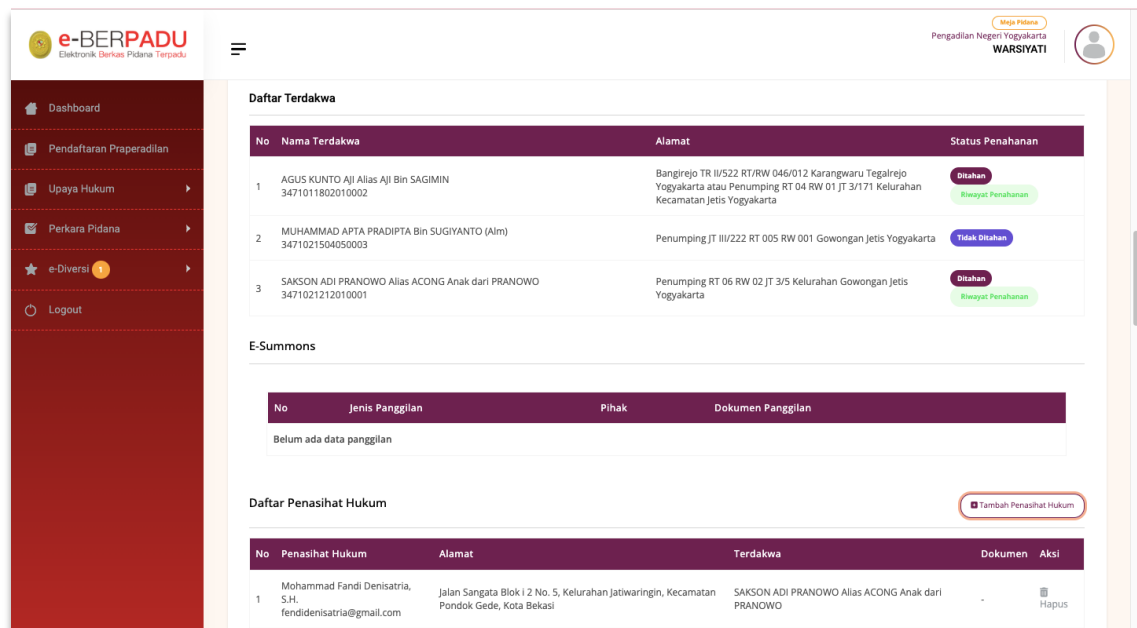 e-BERPADU
Elektronik Berkas Pidana Terpadu
Meja Pidana
Pengadilan Negeri Yogyakarta
WARSIYATI
Dashboard
Pendaftaran Praperadilan
Upaya Hukum
Perkara Pidana
e-Diversi 1
Logout
Daftar Terdakwa
No Nama Terdakwa Alamat Status Penahanan
1 AGUS KUNTO AJI Alias AJI Bin SAGIMIN
3471011802010002
Bangirejo TR II/522 RT/RW 046/012 Karangwaru Tegalrejo
Yogyakarta atau Penumping RT 04 RW 01 JT 3/171 Kelurahan
Kecamatan Jetis Yogyakarta
Ditahan
Riwayat Penahanan
2 MUHAMMAD APTA PRADIPTA Bin SUGIYANTO (Alm)
3471021504050003
Penumping JT III/222 RT 005 RW 001 Gowongan Jetis Yogyakarta
Tidak Ditahan
3 SAKSON ADI PRANOWO Alias ACONG Anak dari PRANOWO
3471021212010001
Penumping RT 06 RW 02 JT 3/5 Kelurahan Gowongan Jetis
Yogyakarta
Ditahan
Riwayat Penahanan
E-Summons
No Jenis Panggilan Pihak Dokumen Panggilan
Belum ada data panggilan
Daftar Penasihat Hukum
Tambah Penasihat Hukum
No Penasihat Hukum Alamat Terdakwa Dokumen Aksi
1 Mohammad Fandi Denisatria,
S.H.
fendidenisatria@gmail.com
Jalan Sangata Blok i 2 No. 5, Kelurahan Jatiwaringin, Kecamatan
Pondok Gede, Kota Bekasi
SAKSON ADI PRANOWO Alias ACONG Anak dari
PRANOWO
-
Hapus